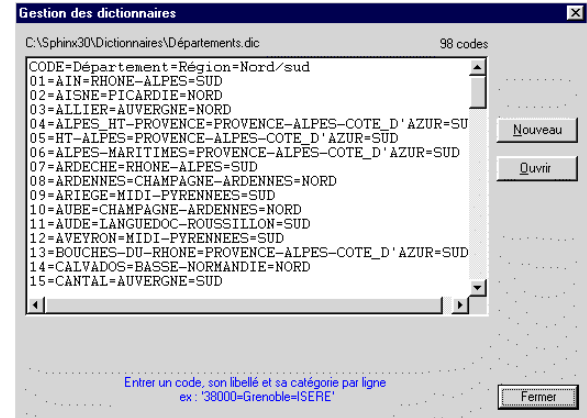 Gestion des dictionnaires
C:\Sphinx30\Dictionnaires\Départements.dic 98 codes
CODE=Département=Région=Nord/sud
01=AIN=RHONE-ALPES=SUD
02=AISNE=PICARDIE=NORD
03=ALLIER=AUVERGNE=NORD
04=ALPES_HT-PROVENCE=PROVENCE-ALPES-COTE_D'AZUR=SU
05=HT-ALPES=PROVENCE-ALPES-COTE_D'AZUR=SUD
06=ALPES-MARITIMES=PROVENCE-ALPES-COTE_D'AZUR=SUD
07=ARDECHE=RHONE-ALPES=SUD
08=ARDENNES=CHAMPAGNE-ARDENNES=NORD
09=ARIEGE=MIDI-PYRENNEES=SUD
10=AUBE=CHAMPAGNE-ARDENNES=NORD
11=AUDE=LANGUEDOC-ROUSSILLON=SUD
12=AVEYRON=MIDI-PYRENNEES=SUD
13=BOUCHES-DU-RHONE=PROVENCE-ALPES-COTE_D'AZUR=SUD
14=CALVADOS=BASSE-NORMANDIE=NORD
15=CANTAL=AUVERGNE=SUD
Nouveau
Ouvrir
Entrer un code, son libellé et sa catégorie par ligne
ex : '38000=Grenoble=ISERE'
Fermer